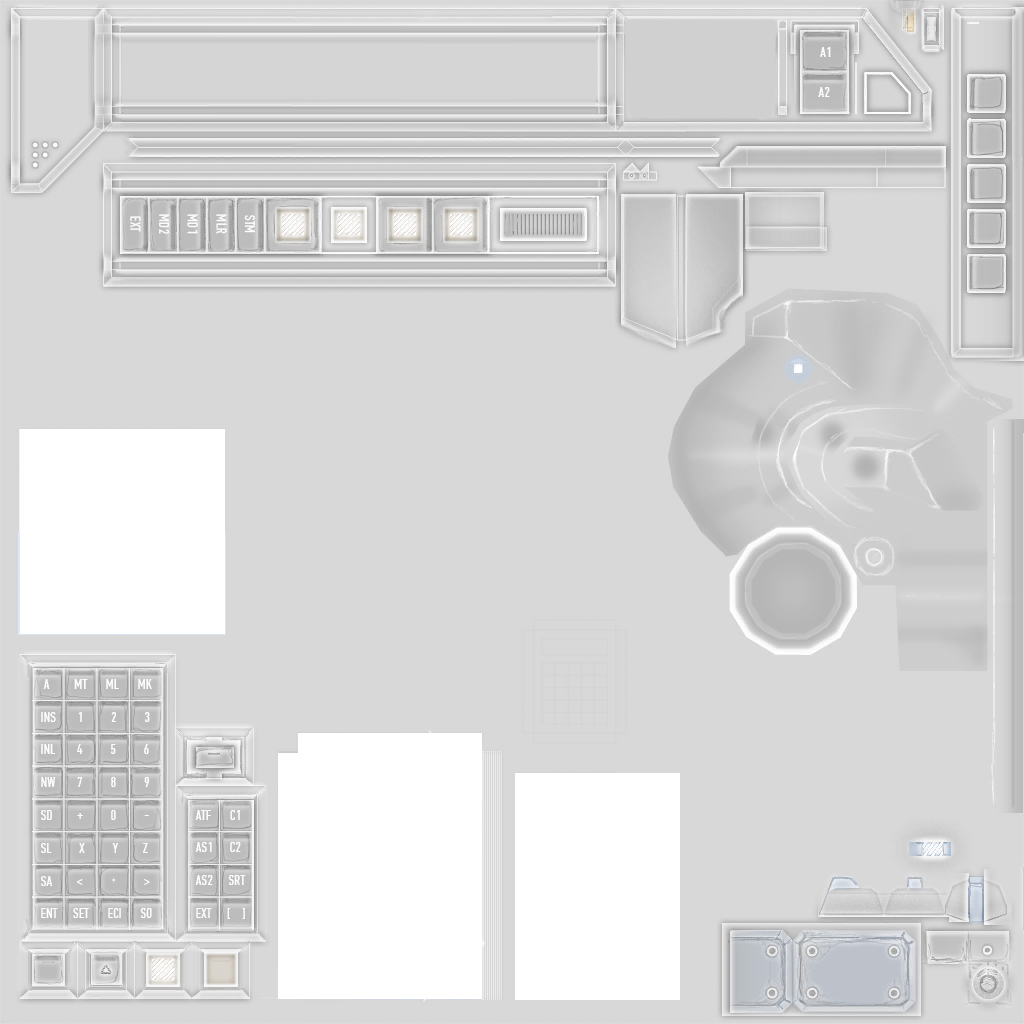 A1
A2
EXT MD2 MD1 MLR STM
A MT ML MK
INS 1 2 3
INL 4 5 6
NW 7 8 9
SD + 0 -
SL X Y Z
SA < * >
ENT SET ECI SO
ATF C1
AS1 C2
AS2 SRT
EXT [ ]